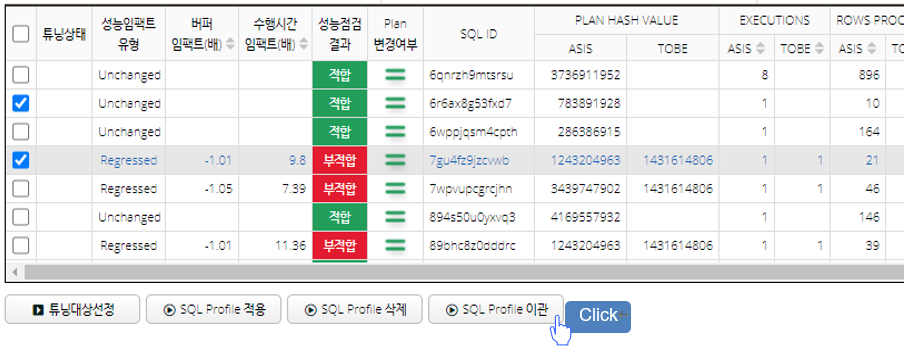 튜닝상태 성능임팩트 유형 버퍼 임팩트(배) 수행시간 임팩트(배) 성능점검 결과 Plan 변경여부 SQL ID PLAN HASH VALUE EXECUTIONS ROWS PROC
ASIS TOBE ASIS TOBE ASIS TO
Unchanged 적합 6qnrzh9mtsrsu 3736911952 8 896
Unchanged 적합 6r6ax8g53fxd7 783891928 1 10
Unchanged 적합 6wppjqsm4cpth 286386915 1 164
Regressed -1.01 9.8 부적합 7gu4fz9jzcvwb 1243204963 1431614806 1 1 21
Regressed -1.05 7.39 부적합 7wpvupcgrcjhn 3439747902 1431614806 1 1 46
Unchanged 적합 894s50u0yxvq3 4169557932 1 146
Regressed -1.01 11.36 부적합 89bhc8z0dddrc 1243204963 1431614806 1 1 39
튜닝대상선정 SQL Profile 적용 SQL Profile 삭제 SQL Profile 이관 Click